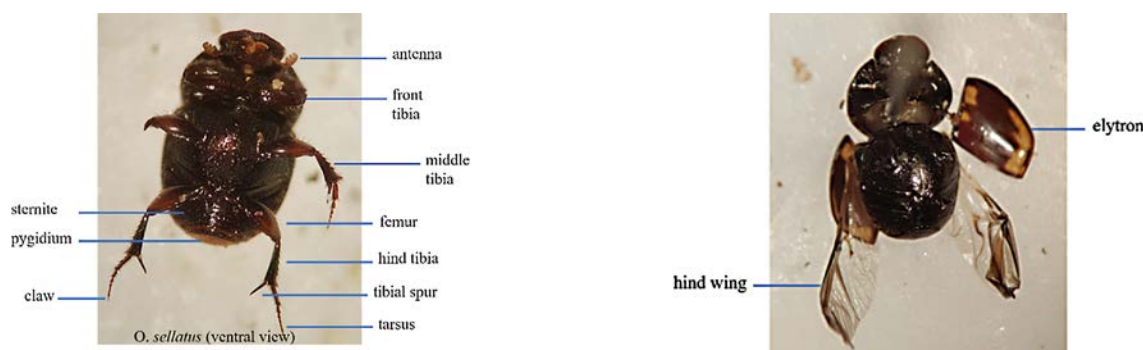 antenna
front
tibia
middle
tibia
sternite
femur
pygidium
hind tibia
claw
tibial spur
tarsus
O. sellatus (ventral view)
elytron
hind wing